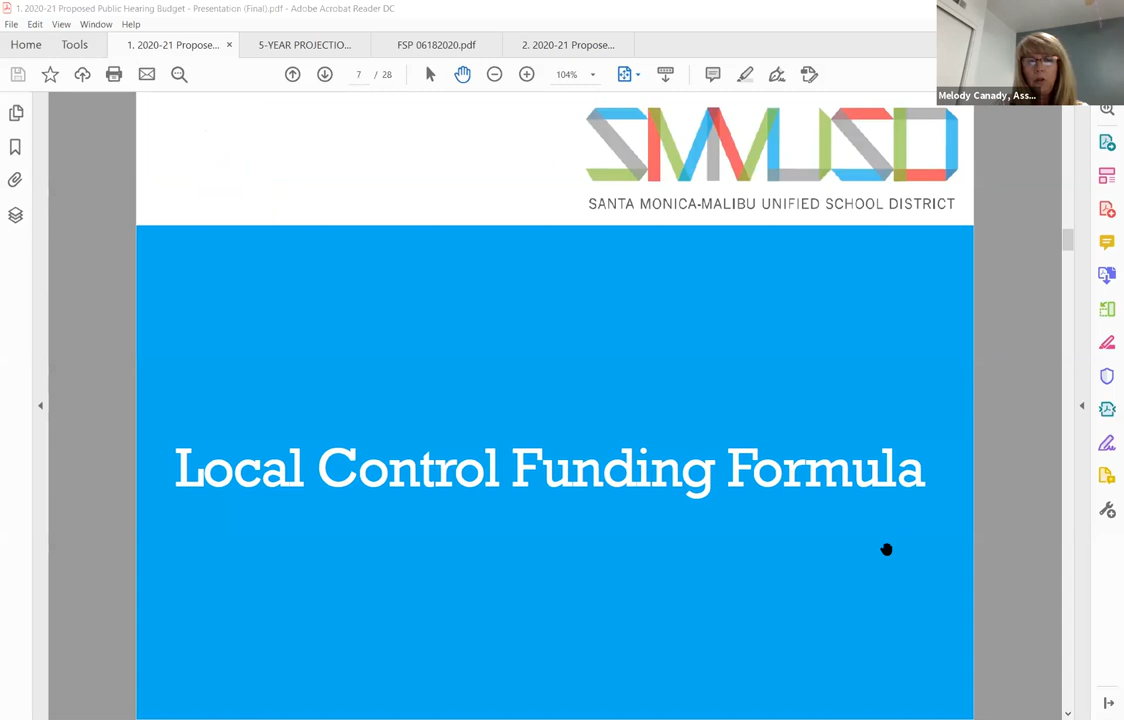 1. 2020-21 Proposed Public Hearing Budget - Presentation (Final).pdf - Adobe Acrobat Reader DC
File Edit View Window Help
Home Tools 1. 2020-21 Propose... × 5-YEAR PROJECTIO... FSP 06182020.pdf 2. 2020-21 Propose...
7 / 28 104%
Melody Canady, Ass...
SMMUSD
SANTA MONICA-MALIBU UNIFIED SCHOOL DISTRICT
Local Control Funding Formula